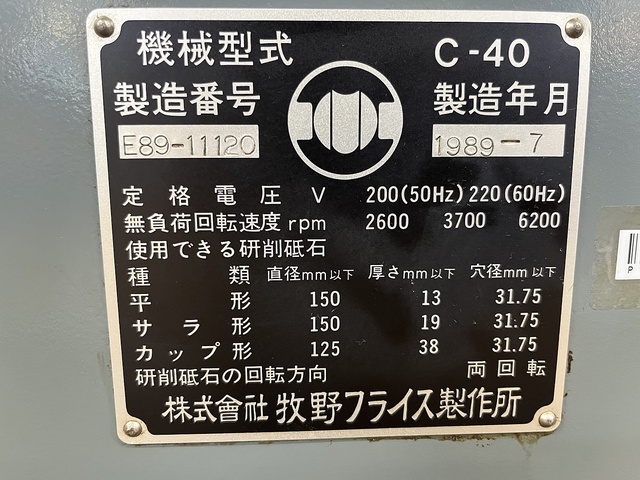 機械型式 C-40
製造番号 製造年月
E89-11120 1989-7
定格電圧 V 200(50Hz) 220(60Hz)
無負荷回転速度rpm 2600 3700 6200
使用できる研削砥石
種類 直径mm以下 厚さmm以下 穴径mm以下
平形 150 13 31.75
サラ形 150 19 31.75
カップ形 125 38 31.75
研削砥石の回転方向 両回転
株式會社 牧野フライス製作所
P